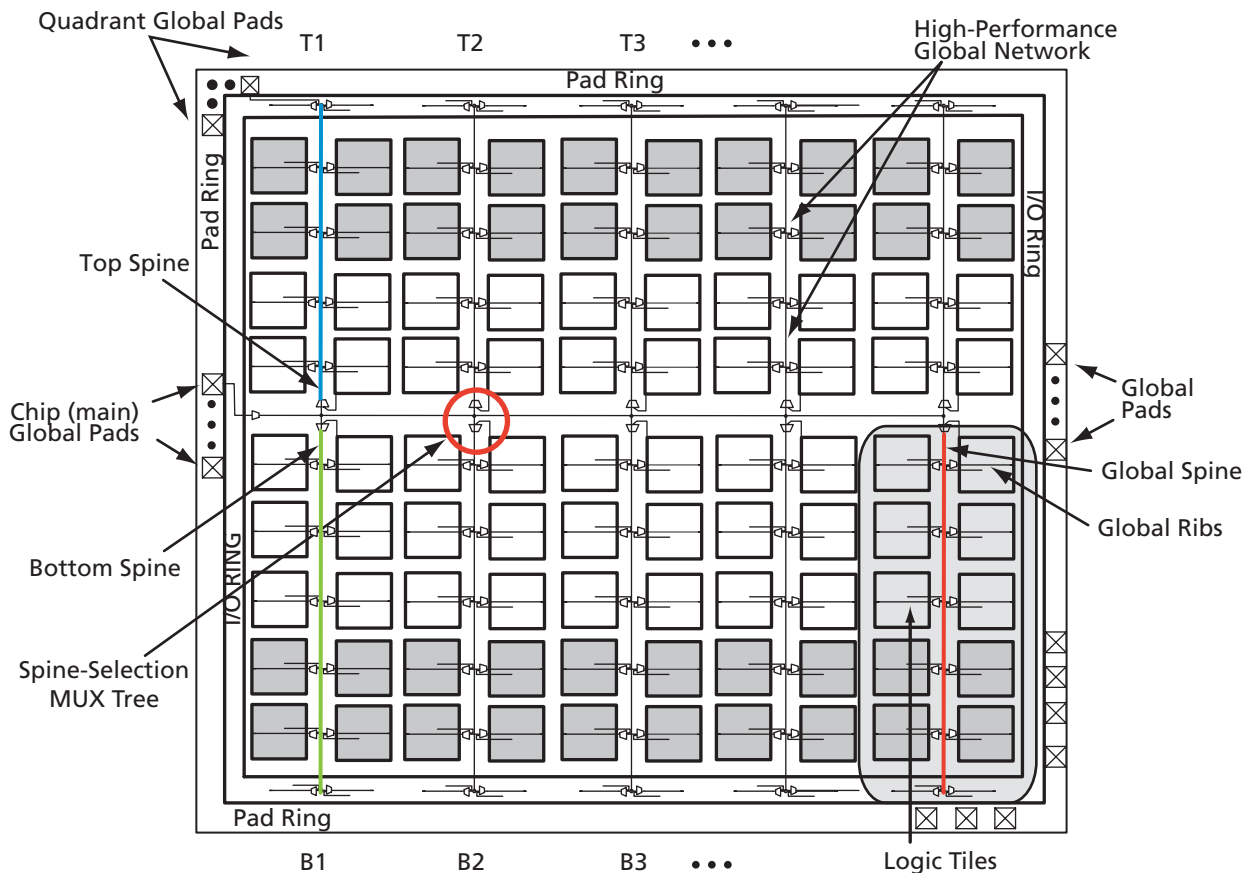 Quadrant Global Pads
T1
T2
T3
•••
High-Performance
Global Network
Pad Ring
Pad Ring
I/O Ring
Top Spine
Chip (main)
Global Pads
Global
Pads
Global Spine
Global Ribs
Bottom Spine
I/O RING
Spine-Selection
MUX Tree
Pad Ring
B1
B2
B3
•••
Logic Tiles